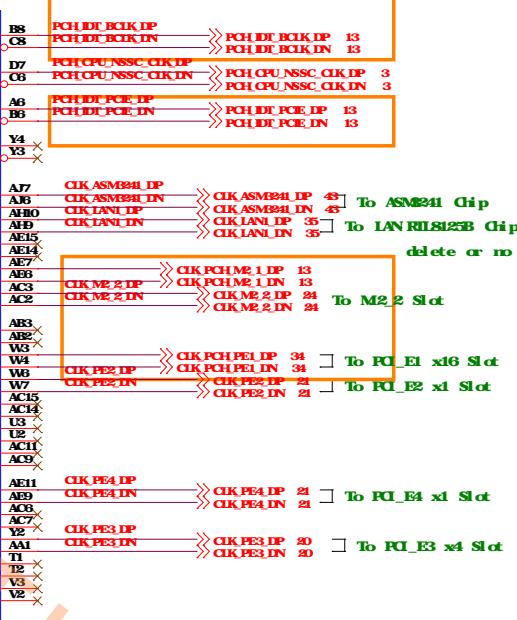 B8 PCH_IDT_BCLK_DP PCH_IDT_BCLK_DP 13
C8 PCH_IDT_BCLK_DN PCH_IDT_BCLK_DN 13
D7 PCH_CPU_NSSC_CLK_DP PCH_CPU_NSSC_CLK_DP 3
C6 PCH_CPU_NSSC_CLK_DN PCH_CPU_NSSC_CLK_DN 3
A6 PCH_IDT_PCIE_DP PCH_IDT_PCIE_DP 13
B6 PCH_IDT_PCIE_DN PCH_IDT_PCIE_DN 13
Y4
Y3
AJ7 CLK_ASM3241_DP CLK_ASM3241_DP 43
AJ6 CLK_ASM3241_DN CLK_ASM3241_DN 43 To ASM3241 Chip
AH10 CLK_LAN1_DP CLK_LAN1_DP 35
AH9 CLK_LAN1_DN CLK_LAN1_DN 35 To LAN RTL8125B Chip
AE15
AE14 delete or no
AE7 CLK_PCH_M2_1_DP 13
AE6 CLK_PCH_M2_1_DN 13
AC3 CLK_M2_2_DP CLK_M2_2_DP 24
AC2 CLK_M2_2_DN CLK_M2_2_DN 24 To M2_2 Slot
AB3
AB2
W3 CLK_PCH_PE1_DP 34
W4 CLK_PCH_PE1_DN 34 To PCI_E1 x16 Slot
W6 CLK_PE2_DP CLK_PE2_DP 21
W7 CLK_PE2_DN CLK_PE2_DN 21 To PCI_E2 x1 Slot
AC15
AC14
U3
U2
AC11
AC9
AE11 CLK_PE4_DP CLK_PE4_DP 21
AE9 CLK_PE4_DN CLK_PE4_DN 21 To PCI_E4 x1 Slot
AC6
AC7
Y2 CLK_PE3_DP CLK_PE3_DP 20
AA1 CLK_PE3_DN CLK_PE3_DN 20 To PCI_E3 x4 Slot
T1
T2
V3
V2